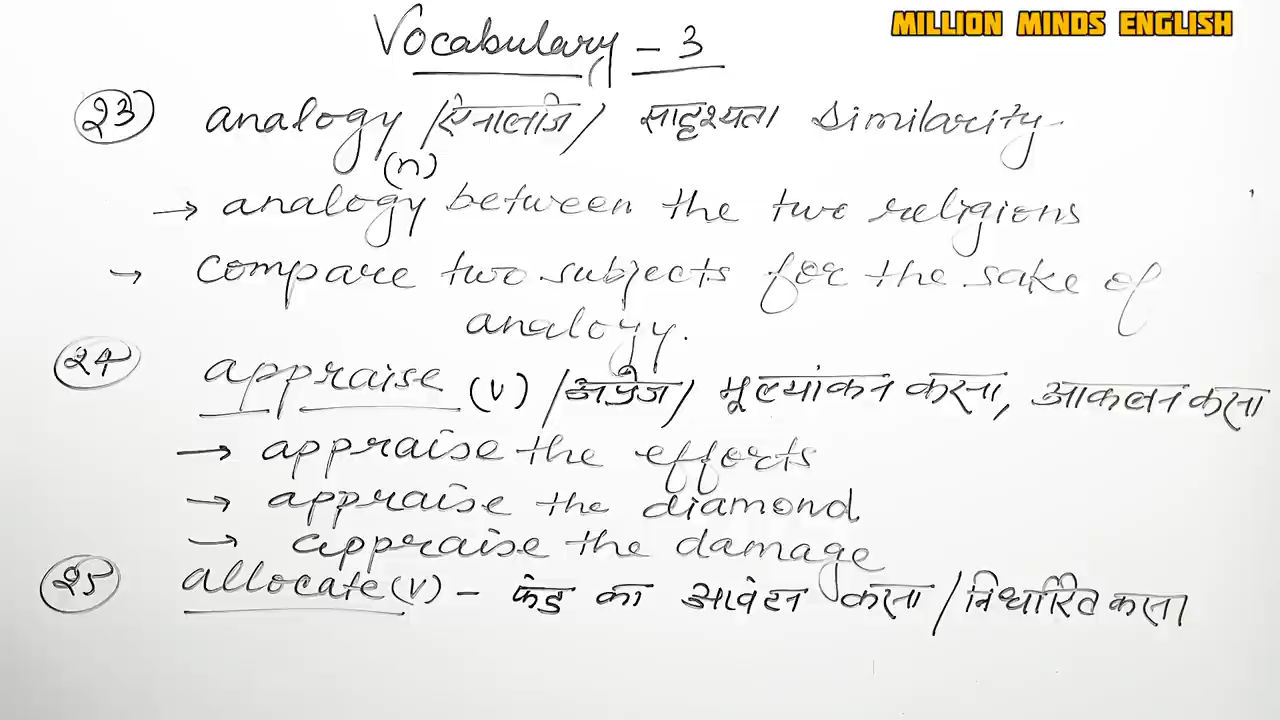 MILLION MINDS ENGLISH
Vocabulary - 3
23) analogy /ऐनालजि/ सादृश्यता similarity.
(n)
→ analogy between the two religions
→ compare two subjects for the sake of
analogy.
24 appraise (v) /अप्रैज/ मूल्यांकन करना, आकलन करना
→ appraise the efforts
→ appraise the diamond
→ appraise the damage
25 allocate (v) - फंड का आवंटन करना / निर्धारित करना